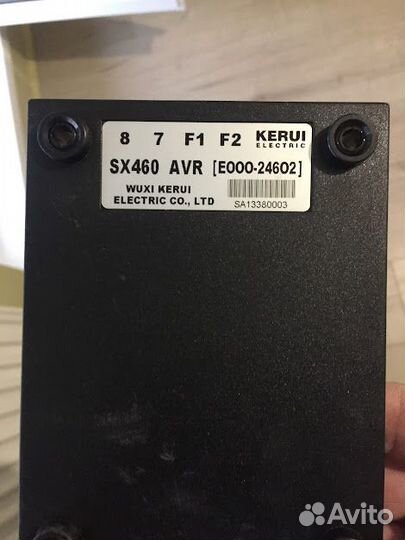 8 7 F1 F2 KERUI
ELECTRIC
SX460 AVR [E000-24602]
WUXI KERUI
ELECTRIC CO., LTD
SA13380003
Avito